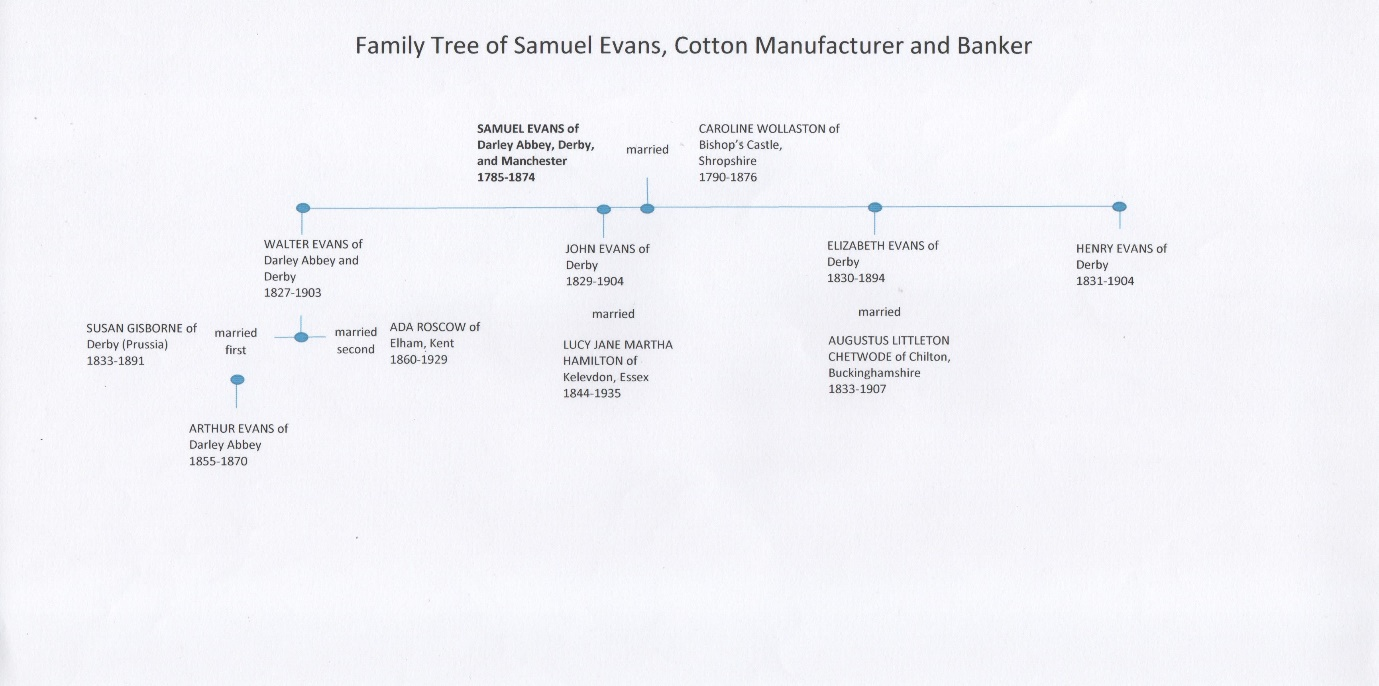 Family Tree of Samuel Evans, Cotton Manufacturer and Banker
SAMUEL EVANS of
Darley Abbey, Derby,
and Manchester
1785-1874
married
CAROLINE WOLLASTON of
Bishop's Castle,
Shropshire
1790-1876
WALTER EVANS of
Darley Abbey and
Derby
1827-1903
JOHN EVANS of
Derby
1829-1904
ELIZABETH EVANS of
Derby
1830-1894
HENRY EVANS of
Derby
1831-1904
SUSAN GISBORNE of
Derby (Prussia)
1833-1891
married
first
married
second
ADA ROSCOW of
Elham, Kent
1860-1929
married
LUCY JANE MARTHA
HAMILTON of
Kelevdon, Essex
1844-1935
married
AUGUSTUS LITTLETON
CHETWODE of Chilton,
Buckinghamshire
1833-1907
ARTHUR EVANS of
Darley Abbey
1855-1870